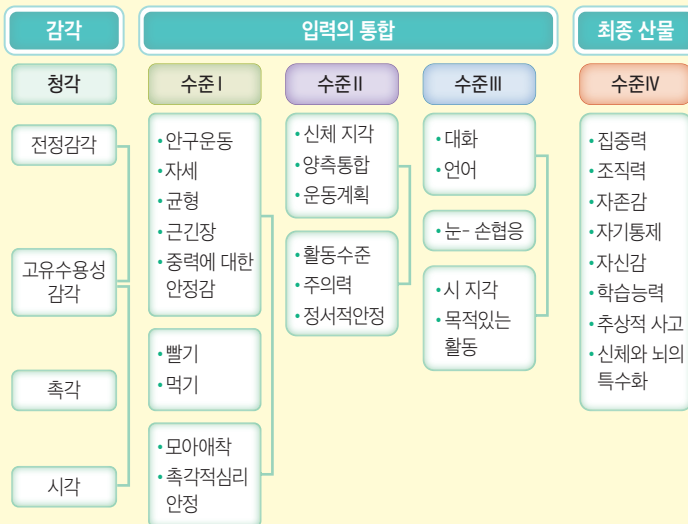 감각
입력의 통합
최종 산물
청각
수준Ⅰ
수준Ⅱ
수준Ⅲ
수준Ⅳ
전정감각
고유수용성
감각
촉각
시각
•안구운동
•자세
•균형
•근긴장
•중력에 대한
안정감
•빨기
•먹기
•모아애착
•촉각적심리
안정
•신체 지각
•양측통합
•운동계획
•활동수준
•주의력
•정서적안정
•대화
•언어
•눈- 손협응
•시 지각
•목적있는
활동
•집중력
•조직력
•자존감
•자기통제
•자신감
•학습능력
•추상적 사고
•신체와 뇌의
특수화